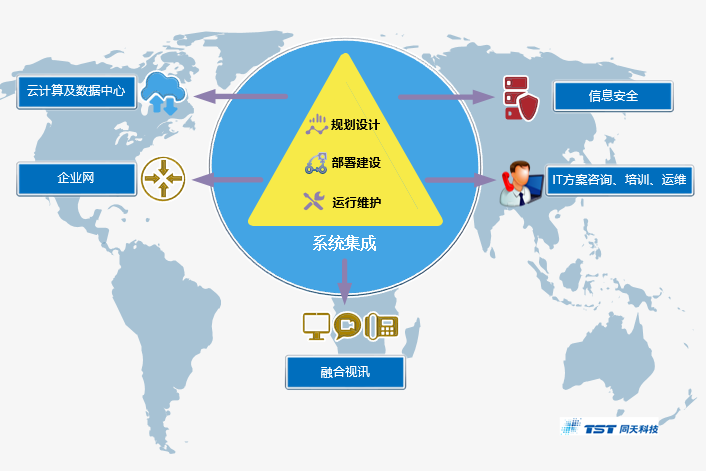 云计算及数据中心
企业网
规划设计
部署建设
运行维护
系统集成
信息安全
IT方案咨询、培训、运维
融合视讯
TST 同天科技